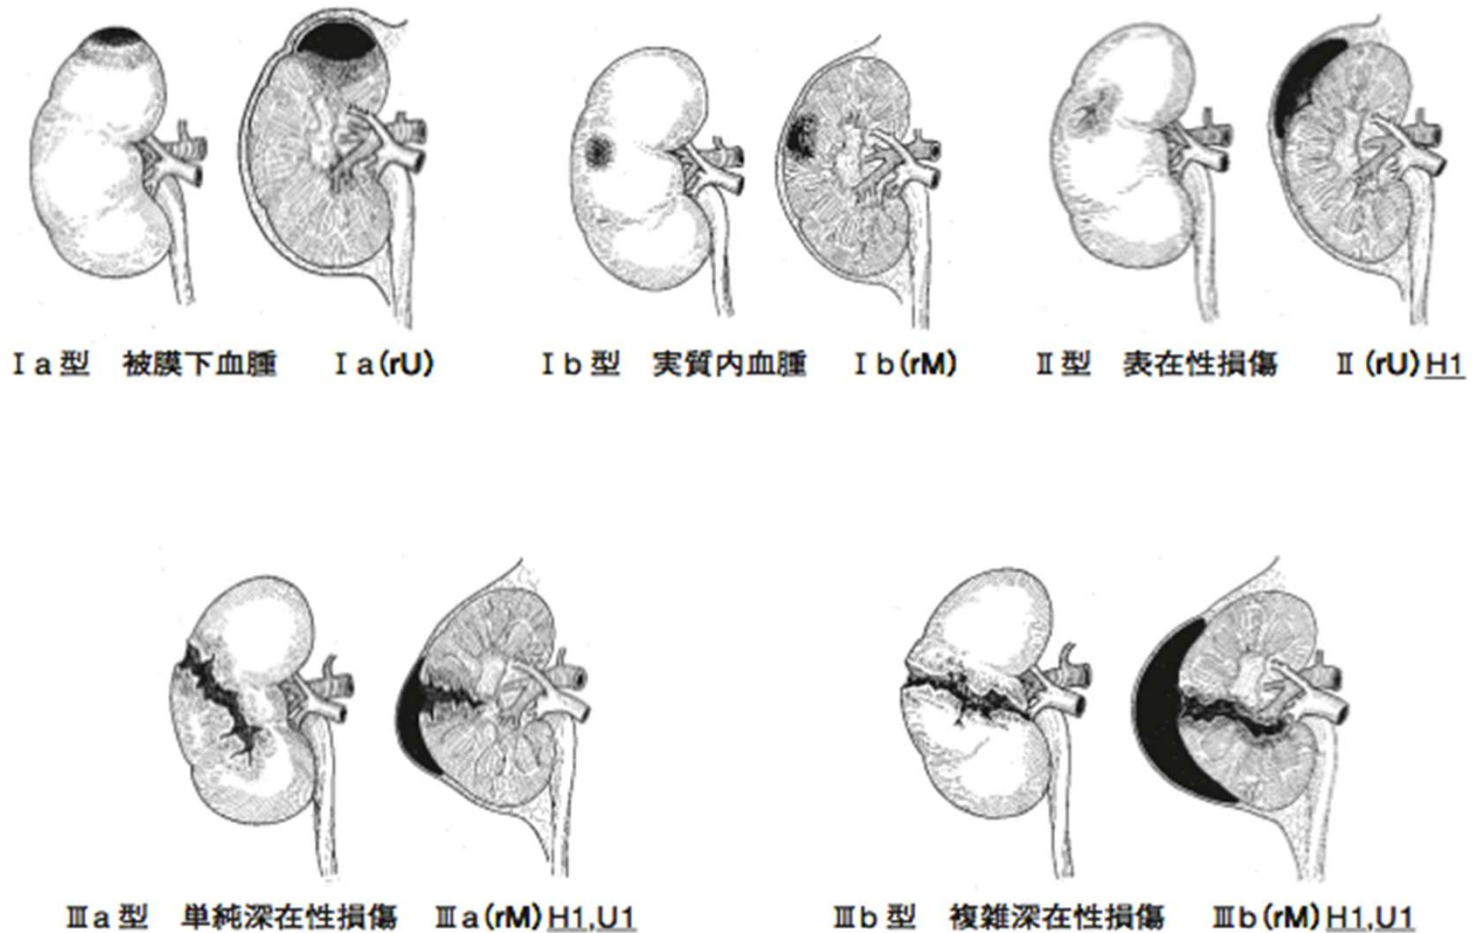 Ⅰa型 被膜下血腫 Ⅰa(rU)
Ⅰb型 実質内血腫 Ⅰb(rM)
Ⅱ型 表在性損傷 Ⅱ(rU)H1
Ⅲa型 単純深在性損傷 Ⅲa(rM)H1,U1
Ⅲb型 複雑深在性損傷 Ⅲb(rM)H1,U1